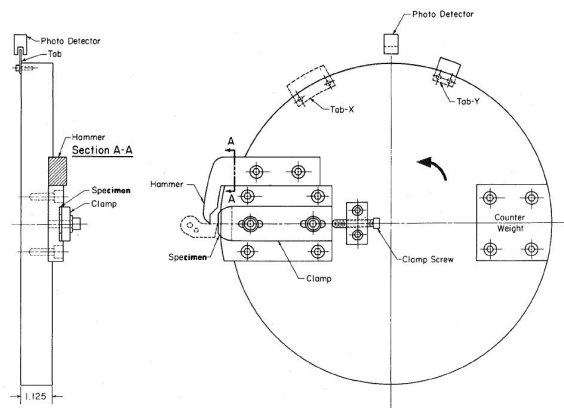 Photo Detector
Tab
Hammer
Section A-A
Specimen
Clamp
1.125
Photo Detector
Tab-X
Tab-Y
A
Hammer
A
Specimen
Clamp
Clamp Screw
Counter
Weight